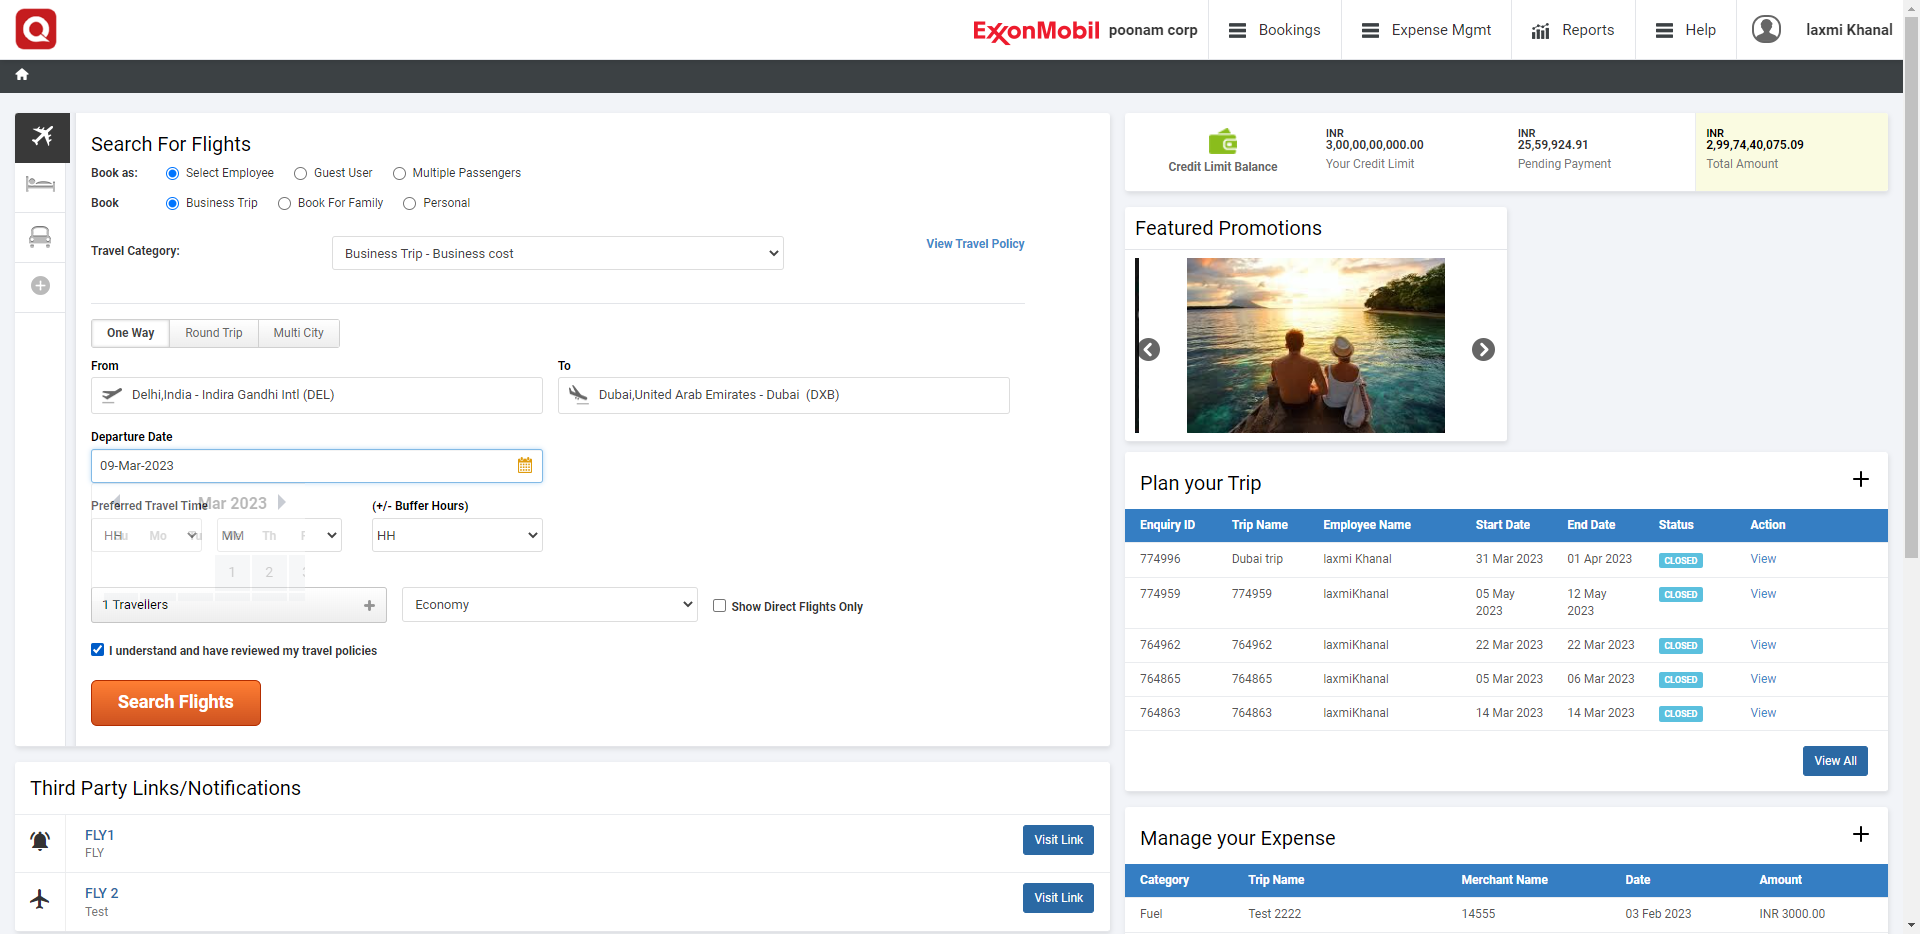 Q
ExxonMobil poonam corp
Bookings
Expense Mgmt
Reports
Help
laxmi Khanal
Search For Flights
Book as: Select Employee Guest User Multiple Passengers
Book Business Trip Book For Family Personal
Travel Category: Business Trip - Business cost View Travel Policy
One Way Round Trip Multi City
From To
Delhi,India - Indira Gandhi Intl (DEL) Dubai,United Arab Emirates - Dubai (DXB)
Departure Date
09-Mar-2023
Mar 2023
Preferred Travel Time (+/- Buffer Hours)
HH MM HH
Mo Th
1 2
1 Travellers Economy Show Direct Flights Only
I understand and have reviewed my travel policies
Search Flights
Third Party Links/Notifications
FLY1
FLY
Visit Link
FLY 2
Test
Visit Link
Credit Limit Balance
INR
3,00,00,00,000.00
Your Credit Limit
INR
25,59,924.91
Pending Payment
INR
2,99,74,40,075.09
Total Amount
Featured Promotions
Plan your Trip
Enquiry ID Trip Name Employee Name Start Date End Date Status Action
774996 Dubai trip laxmi Khanal 31 Mar 2023 01 Apr 2023 CLOSED View
774959 774959 laxmiKhanal 05 May 2023 12 May 2023 CLOSED View
764962 764962 laxmiKhanal 22 Mar 2023 22 Mar 2023 CLOSED View
764865 764865 laxmiKhanal 05 Mar 2023 06 Mar 2023 CLOSED View
764863 764863 laxmiKhanal 14 Mar 2023 14 Mar 2023 CLOSED View
View All
Manage your Expense
Category Trip Name Merchant Name Date Amount
Fuel Test 2222 14555 03 Feb 2023 INR 3000.00